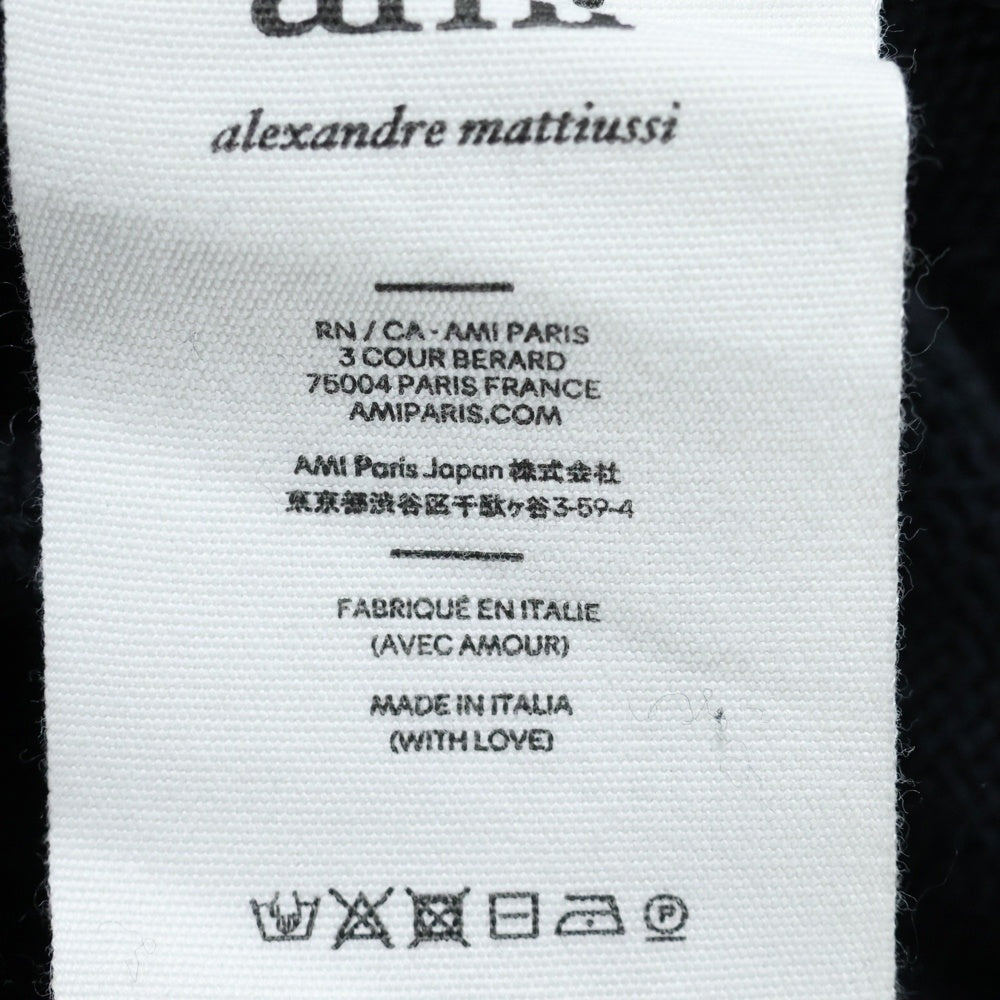 ami
alexandre mattiussi
RN / CA - AMI PARIS
3 COUR BERARD
75004 PARIS FRANCE
AMIPARIS.COM
AMI Paris Japan 株式会社
東京都渋谷区千駄ヶ谷3-59-4
FABRIQUÉ EN ITALIE
(AVEC AMOUR)
MADE IN ITALIA
(WITH LOVE)
P